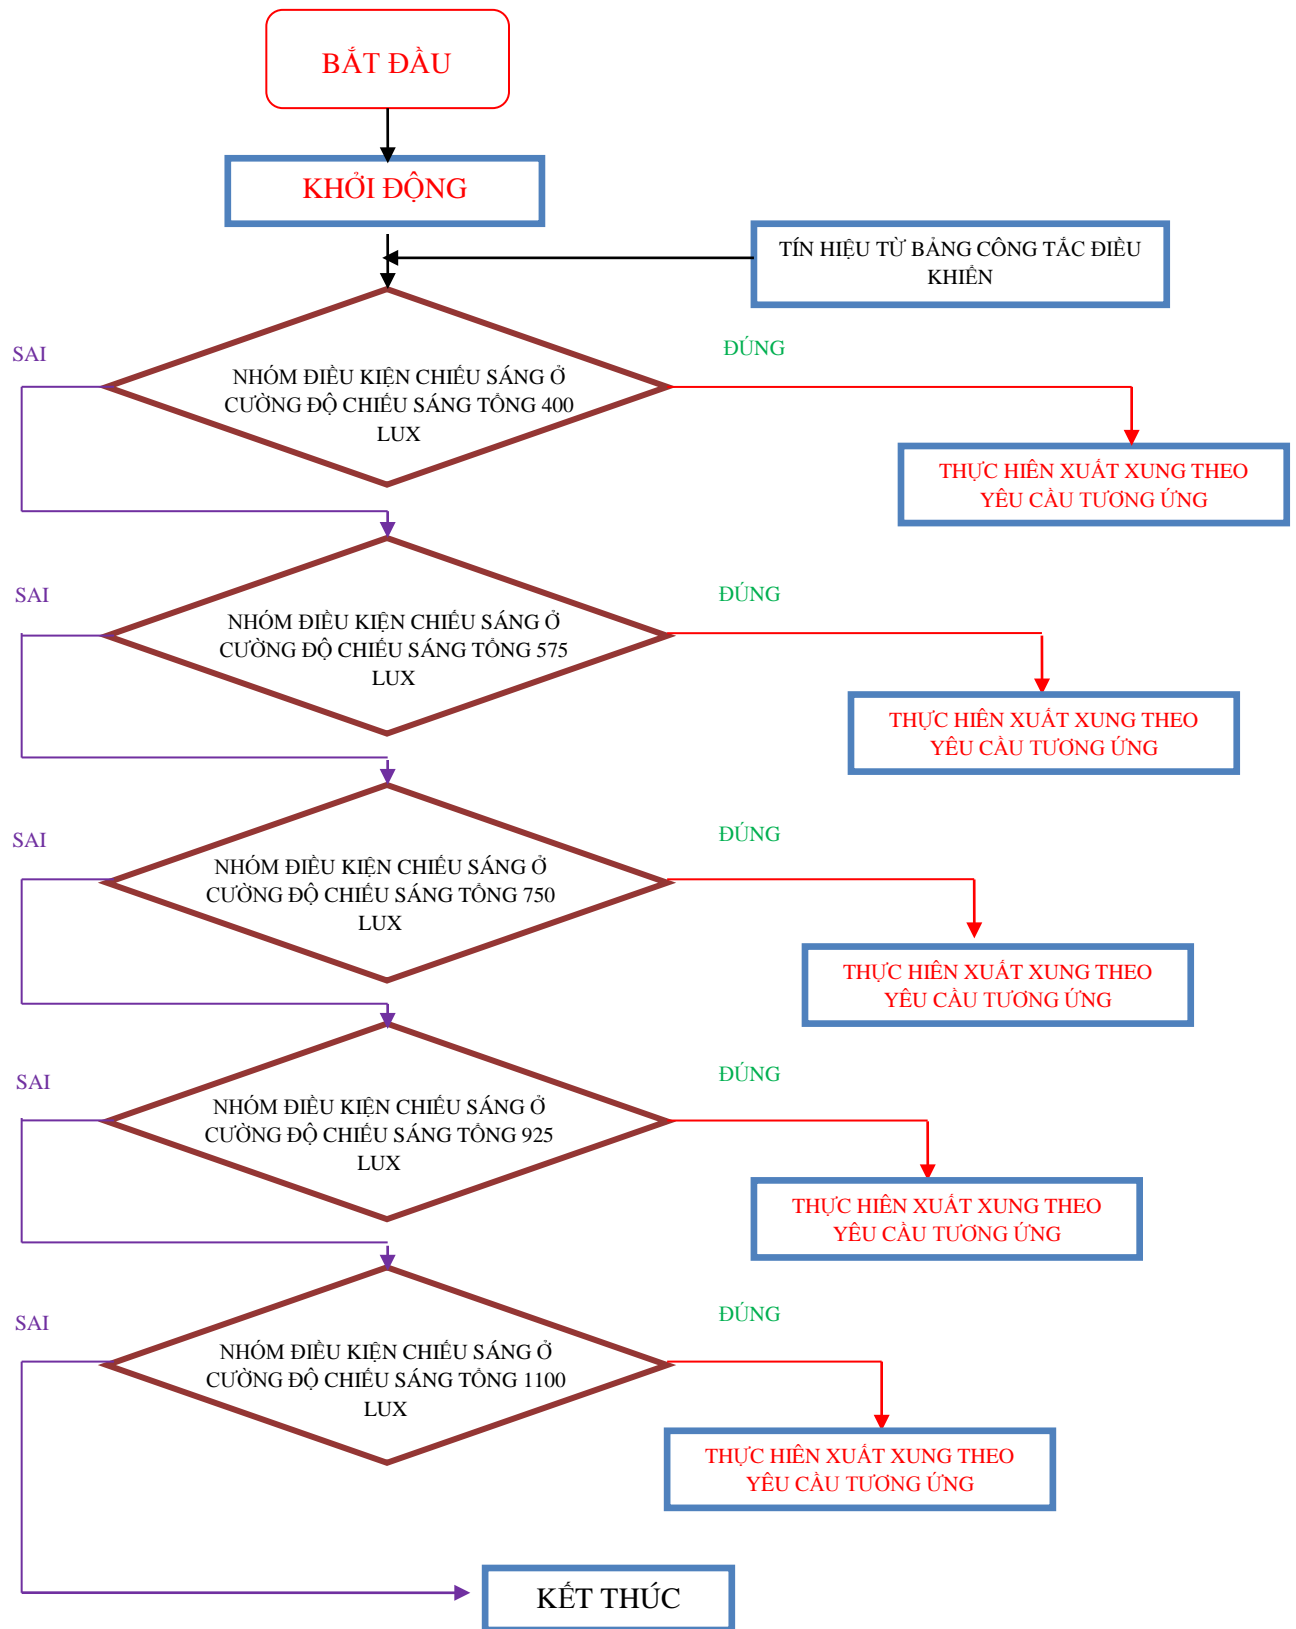 BẮT ĐẦU
KHỞI ĐỘNG
TÍN HIỆU TỪ BẢNG CÔNG TẮC ĐIỀU
KHIỂN
SAI
ĐÚNG
NHÓM ĐIỀU KIỆN CHIẾU SÁNG Ở
CƯỜNG ĐỘ CHIẾU SÁNG TỔNG 400
LUX
THỰC HIÊN XUẤT XUNG THEO
YÊU CẦU TƯƠNG ỨNG
SAI
ĐÚNG
NHÓM ĐIỀU KIỆN CHIẾU SÁNG Ở
CƯỜNG ĐỘ CHIẾU SÁNG TỔNG 575
LUX
THỰC HIÊN XUẤT XUNG THEO
YÊU CẦU TƯƠNG ỨNG
SAI
ĐÚNG
NHÓM ĐIỀU KIỆN CHIẾU SÁNG Ở
CƯỜNG ĐỘ CHIẾU SÁNG TỔNG 750
LUX
THỰC HIÊN XUẤT XUNG THEO
YÊU CẦU TƯƠNG ỨNG
SAI
ĐÚNG
NHÓM ĐIỀU KIỆN CHIẾU SÁNG Ở
CƯỜNG ĐỘ CHIẾU SÁNG TỔNG 925
LUX
THỰC HIÊN XUẤT XUNG THEO
YÊU CẦU TƯƠNG ỨNG
SAI
ĐÚNG
NHÓM ĐIỀU KIỆN CHIẾU SÁNG Ở
CƯỜNG ĐỘ CHIẾU SÁNG TỔNG 1100
LUX
THỰC HIÊN XUẤT XUNG THEO
YÊU CẦU TƯƠNG ỨNG
KẾT THÚC